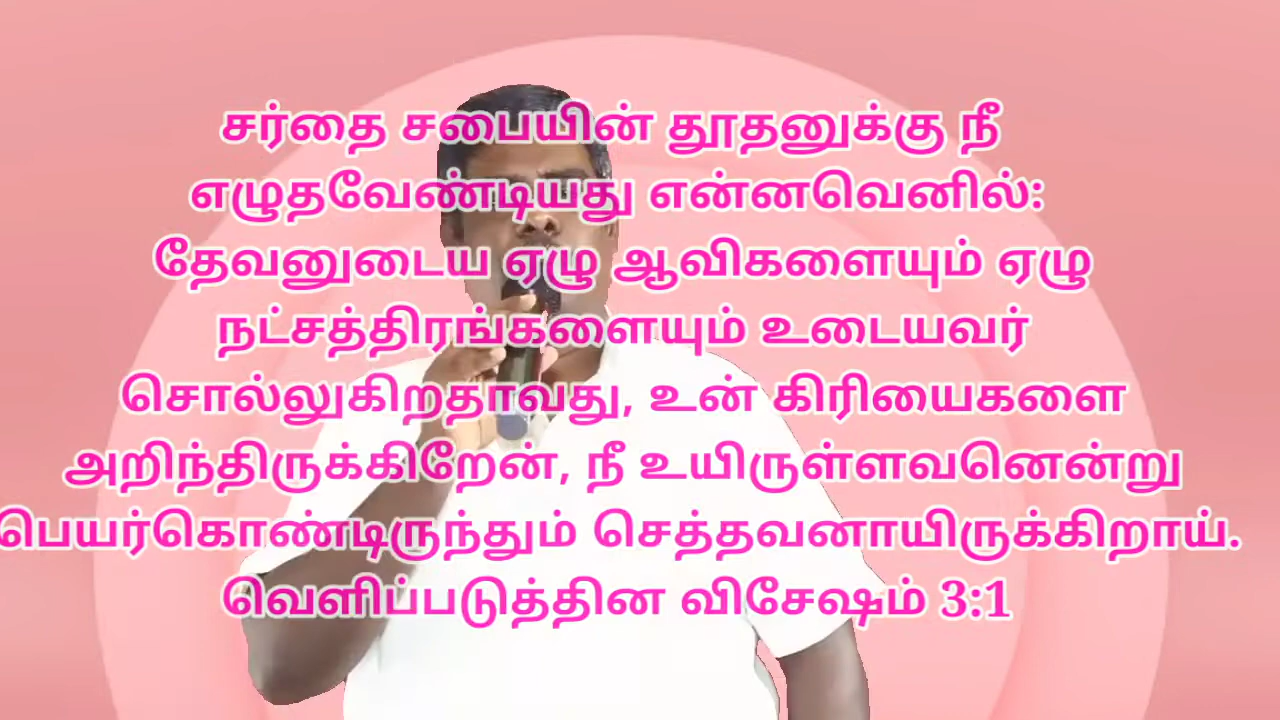 சர்தை சபையின் தூதனுக்கு நீ
எழுதவேண்டியது என்னவெனில்:
தேவனுடைய ஏழு ஆவிகளையும் ஏழு
நட்சத்திரங்களையும் உடையவர்
சொல்லுகிறதாவது, உன் கிரியைகளை
அறிந்திருக்கிறேன், நீ உயிருள்ளவனென்று
பெயர்கொண்டிருந்தும் செத்தவனாயிருக்கிறாய்.
வெளிப்படுத்தின விசேஷம் 3:1